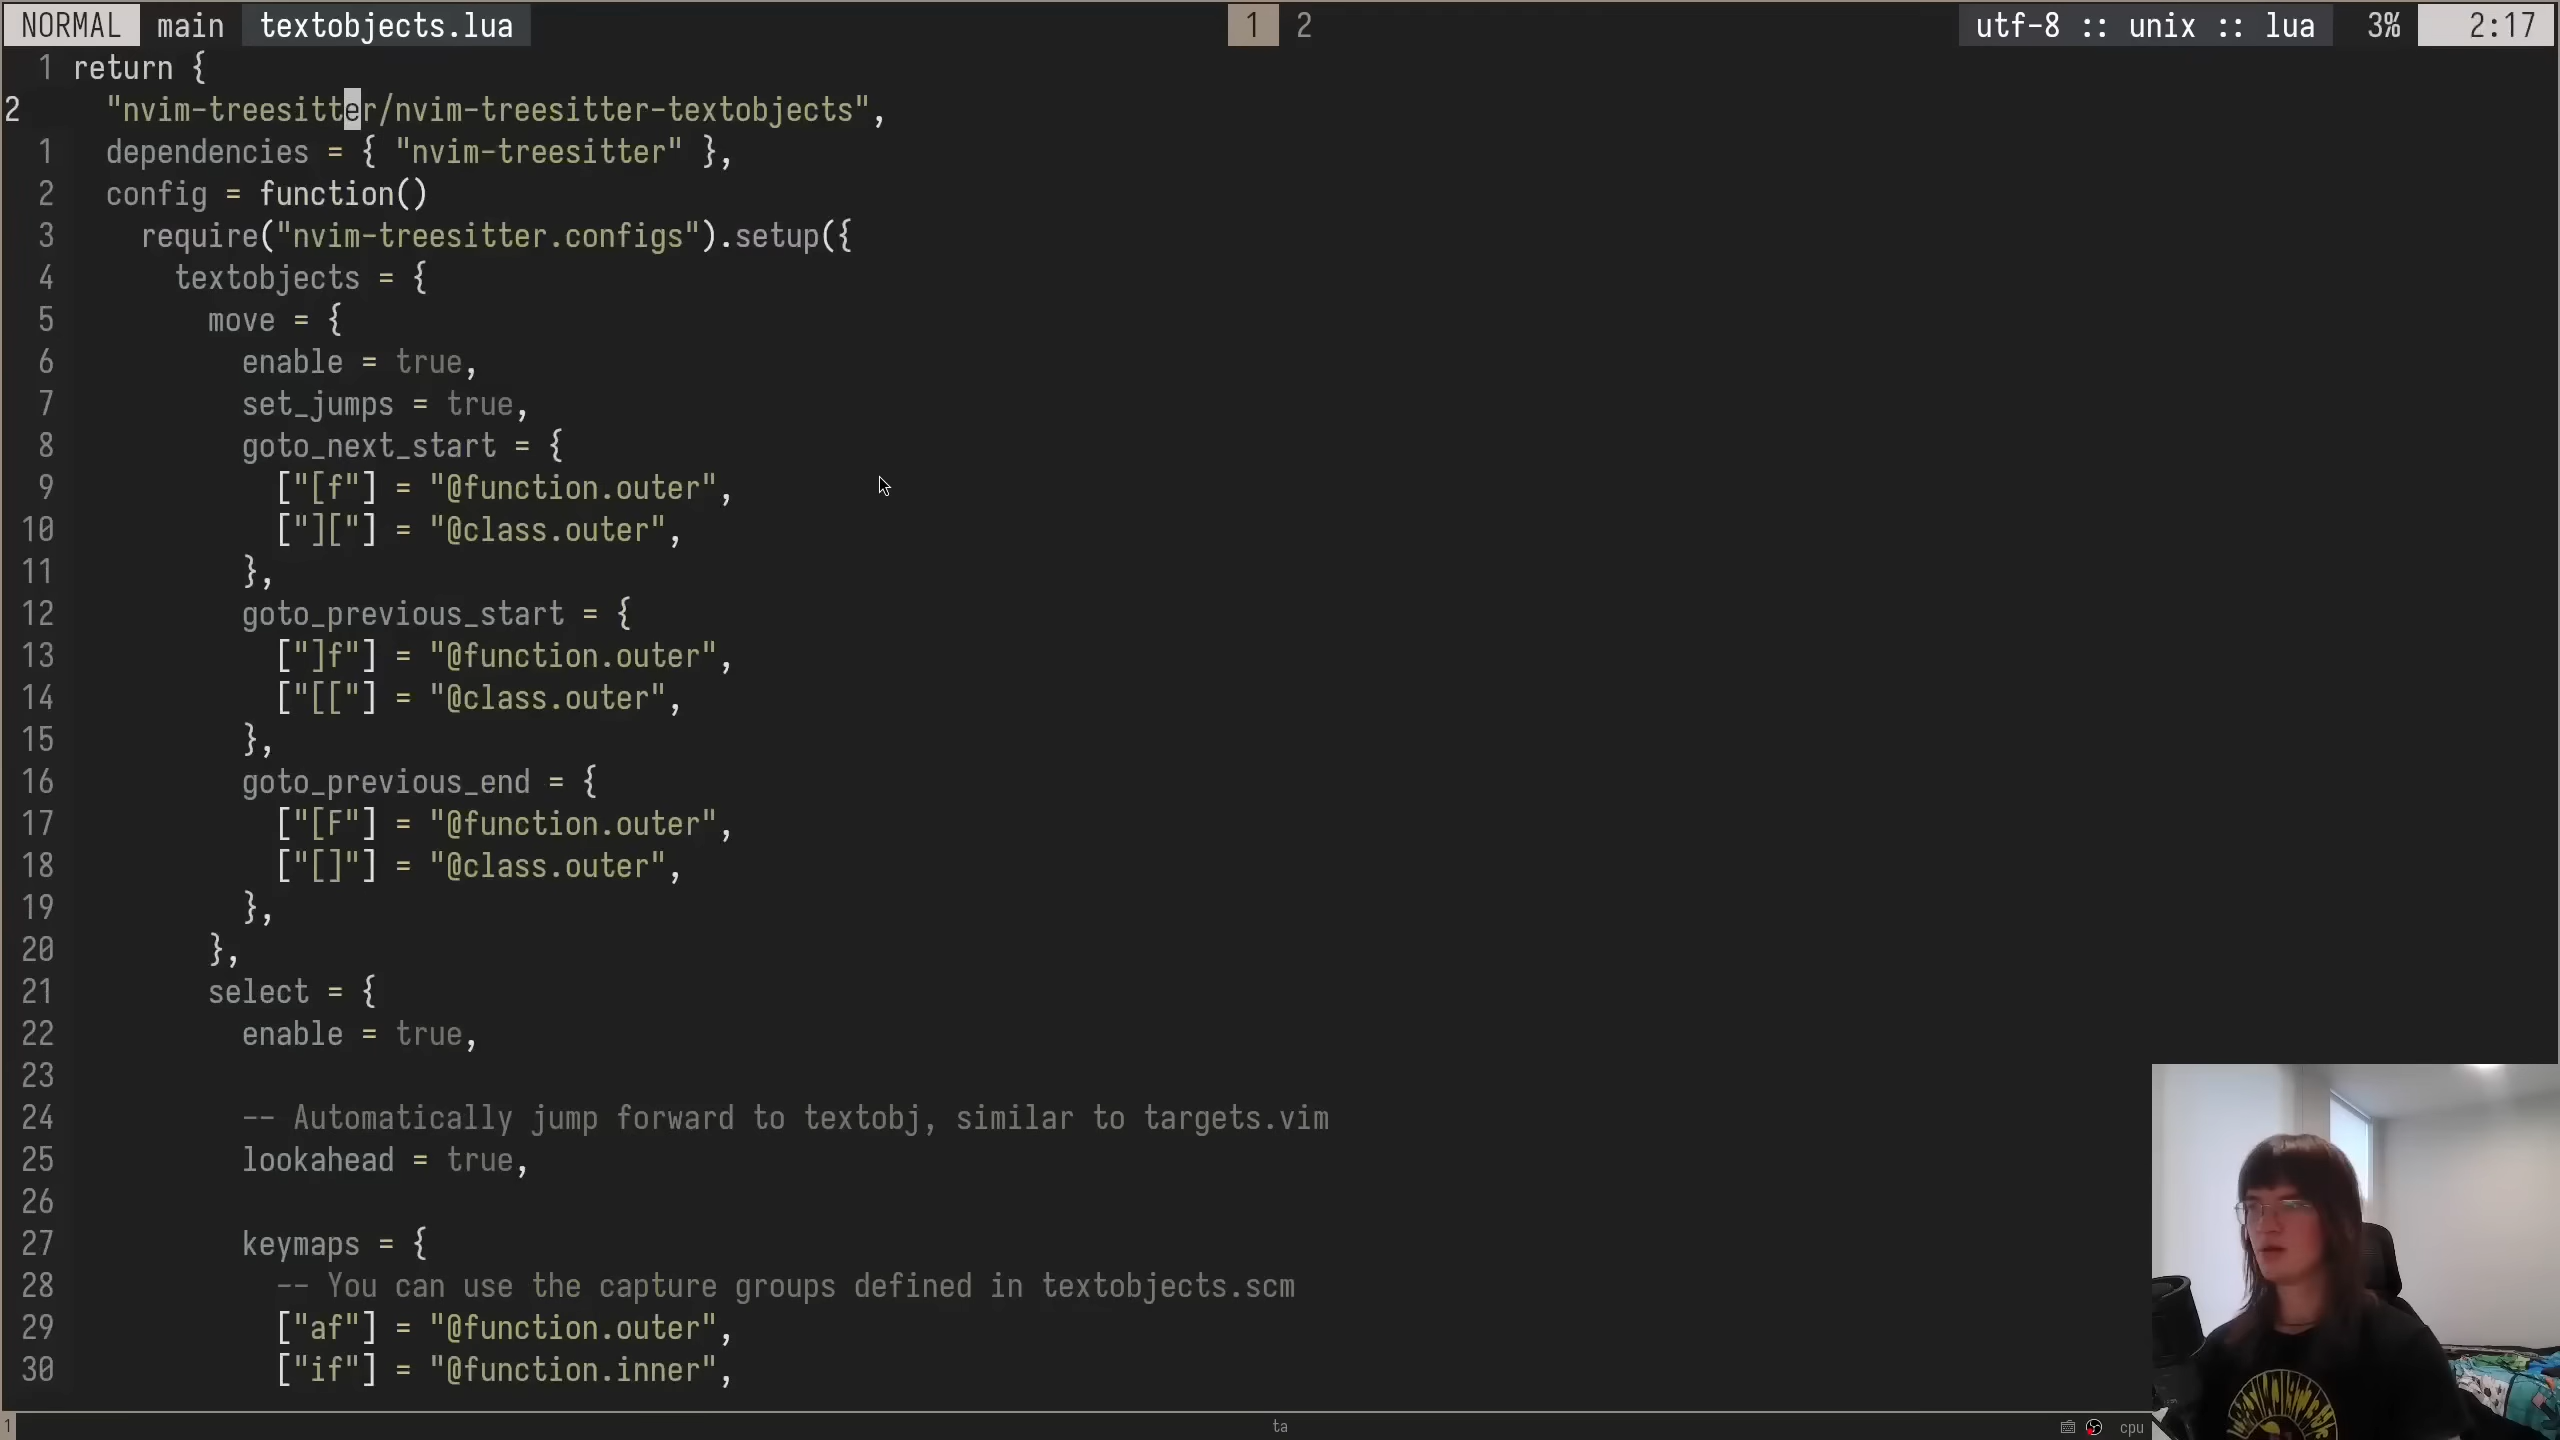 NORMAL main textobjects.lua 1 2 utf-8 :: unix :: lua 3% 2:17
1 return {
2 "nvim-treesitter/nvim-treesitter-textobjects",
1 dependencies = { "nvim-treesitter" },
2 config = function()
3 require("nvim-treesitter.configs").setup({
4 textobjects = {
5 move = {
6 enable = true,
7 set_jumps = true,
8 goto_next_start = {
9 ["[f"] = "@function.outer",
10 ["]["] = "@class.outer",
11 },
12 goto_previous_start = {
13 ["]f"] = "@function.outer",
14 ["[["] = "@class.outer",
15 },
16 goto_previous_end = {
17 ["[F"] = "@function.outer",
18 ["[]"] = "@class.outer",
19 },
20 },
21 select = {
22 enable = true,
23
24 -- Automatically jump forward to textobj, similar to targets.vim
25 lookahead = true,
26
27 keymaps = {
28 -- You can use the capture groups defined in textobjects.scm
29 ["af"] = "@function.outer",
30 ["if"] = "@function.inner",
1 ta cpu